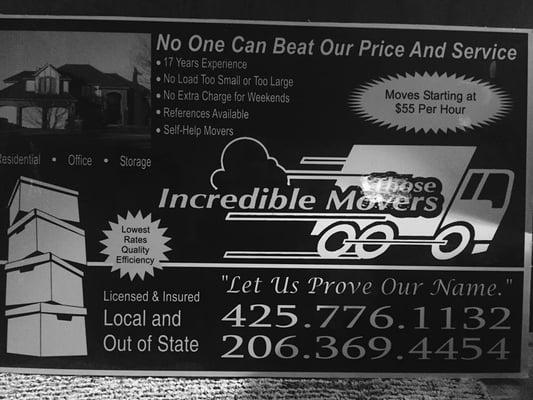 No One Can Beat Our Price And Service
• 17 Years Experience
• No Load Too Small or Too Large
• No Extra Charge for Weekends
• References Available
• Self-Help Movers
Moves Starting at
$55 Per Hour
Residential • Office • Storage
Those
Incredible Movers
Lowest
Rates
Quality
Efficiency
"Let Us Prove Our Name."
Licensed & Insured
Local and
Out of State
425.776.1132
206.369.4454